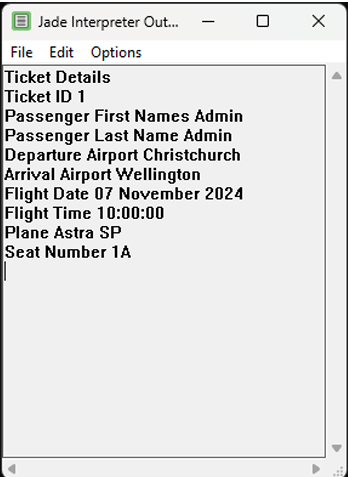 Jade Interpreter Out...
File Edit Options
Ticket Details
Ticket ID 1
Passenger First Names Admin
Passenger Last Name Admin
Departure Airport Christchurch
Arrival Airport Wellington
Flight Date 07 November 2024
Flight Time 10:00:00
Plane Astra SP
Seat Number 1A